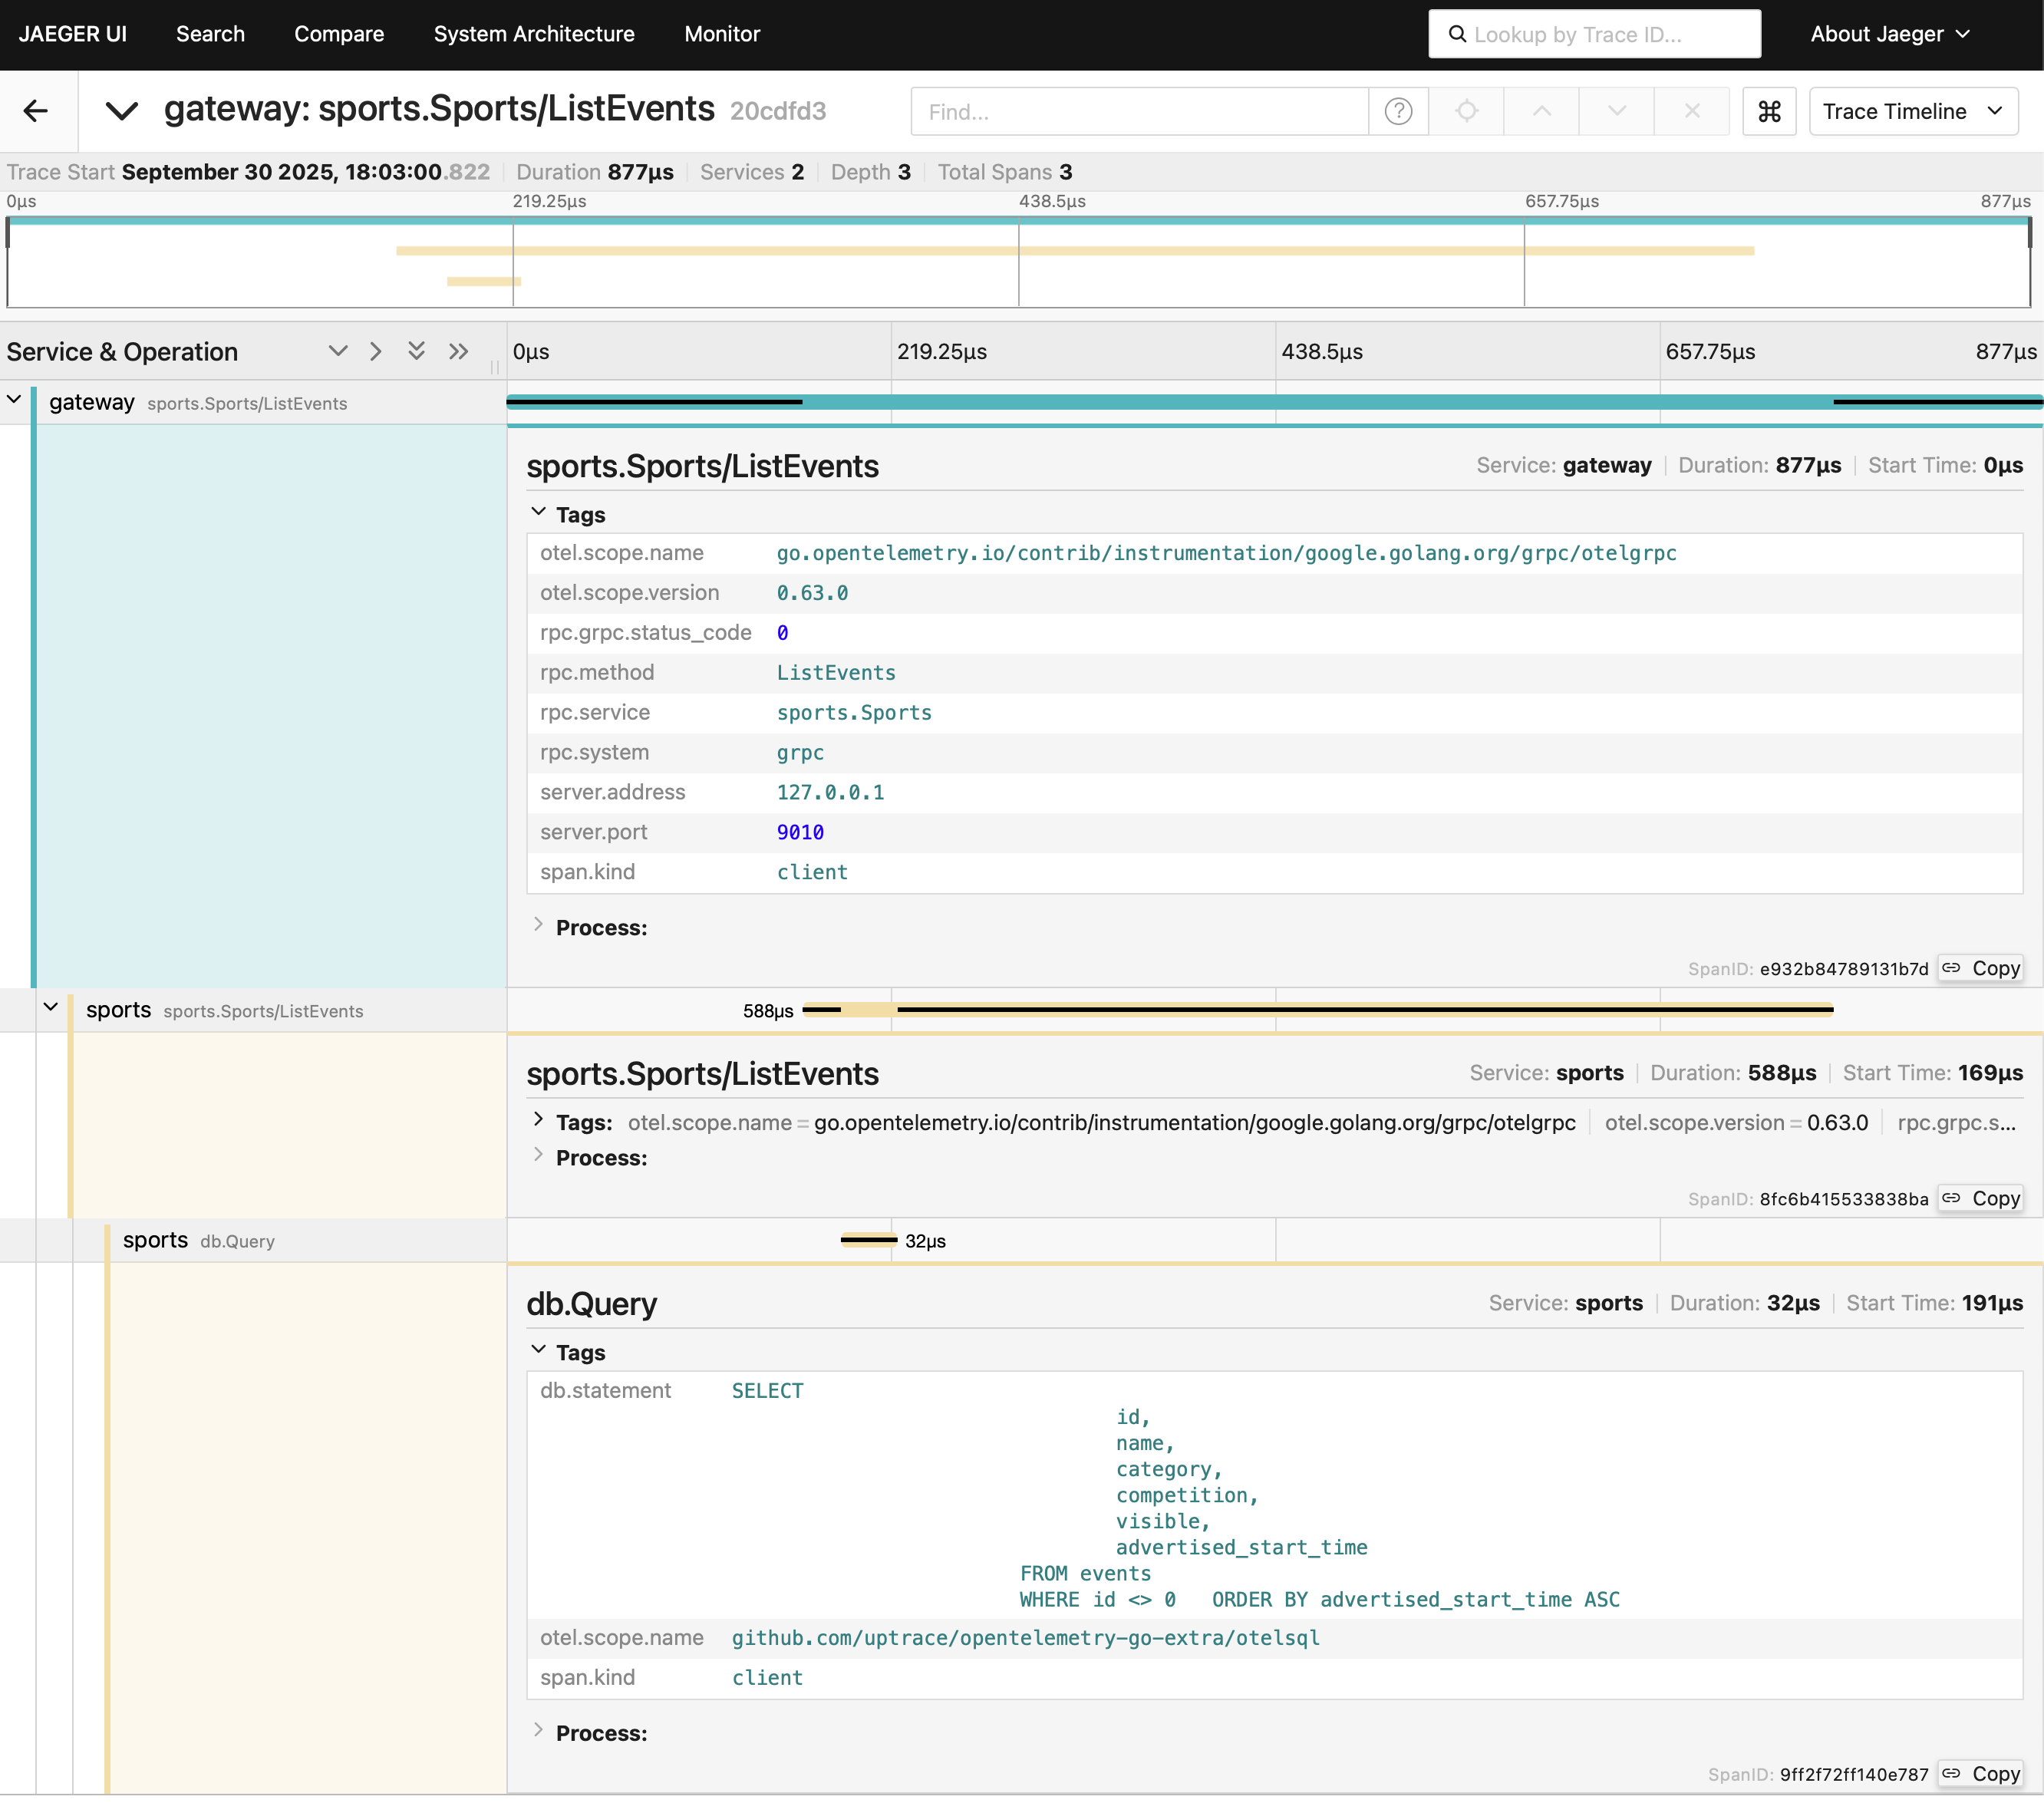 JAEGER UI Search Compare System Architecture Monitor Lookup by Trace ID... About Jaeger
gateway: sports.Sports/ListEvents 20cdfd3 Find... ? ⌘ Trace Timeline
Trace Start September 30 2025, 18:03:00.822 Duration 877μs Services 2 Depth 3 Total Spans 3
0μs 219.25μs 438.5μs 657.75μs 877μs
Service & Operation 0μs 219.25μs 438.5μs 657.75μs 877μs
gateway sports.Sports/ListEvents
sports.Sports/ListEvents Service: gateway Duration: 877μs Start Time: 0μs
Tags
otel.scope.name go.opentelemetry.io/contrib/instrumentation/google.golang.org/grpc/otelgrpc
otel.scope.version 0.63.0
rpc.grpc.status_code 0
rpc.method ListEvents
rpc.service sports.Sports
rpc.system grpc
server.address 127.0.0.1
server.port 9010
span.kind client
Process:
SpanID: e932b84789131b7d Copy
sports sports.Sports/ListEvents 588μs
sports.Sports/ListEvents Service: sports Duration: 588μs Start Time: 169μs
Tags: otel.scope.name = go.opentelemetry.io/contrib/instrumentation/google.golang.org/grpc/otelgrpc otel.scope.version = 0.63.0 rpc.grpc.s...
Process:
SpanID: 8fc6b415533838ba Copy
sports db.Query 32μs
db.Query Service: sports Duration: 32μs Start Time: 191μs
Tags
db.statement SELECT
id,
name,
category,
competition,
visible,
advertised_start_time
FROM events
WHERE id <> 0 ORDER BY advertised_start_time ASC
otel.scope.name github.com/uptrace/opentelemetry-go-extra/otelsql
span.kind client
Process:
SpanID: 9ff2f72ff140e787 Copy